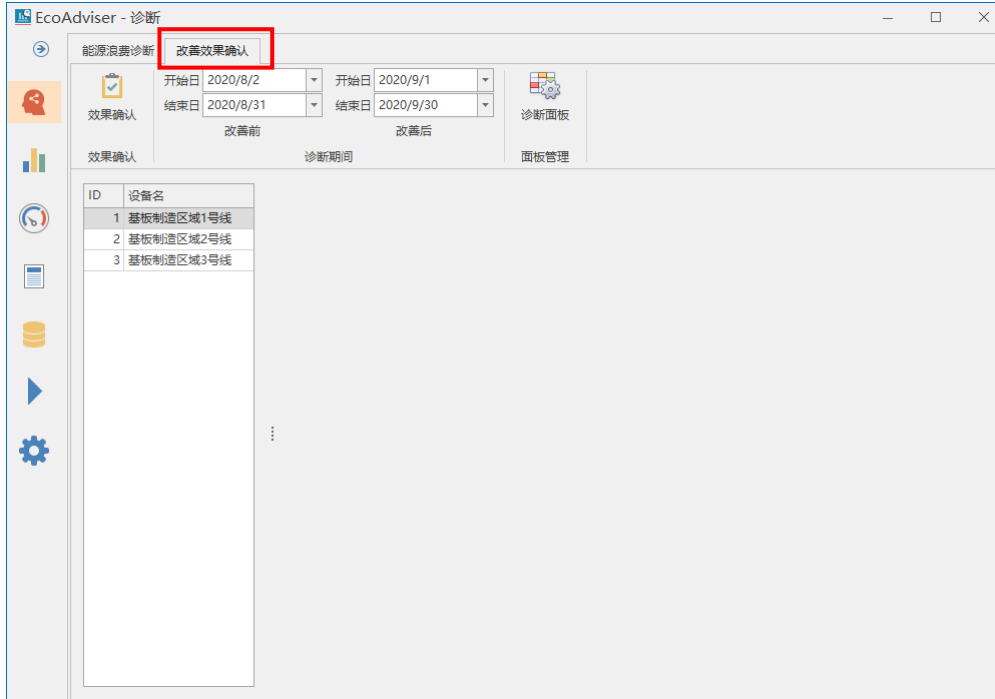 EcoAdviser - 诊断
能源浪费诊断 改善效果确认
开始日 2020/8/2 开始日 2020/9/1
结束日 2020/8/31 结束日 2020/9/30
效果确认 诊断面板
改善前 改善后
效果确认 诊断期间 面板管理
ID 设备名
1 基板制造区域1号线
2 基板制造区域2号线
3 基板制造区域3号线